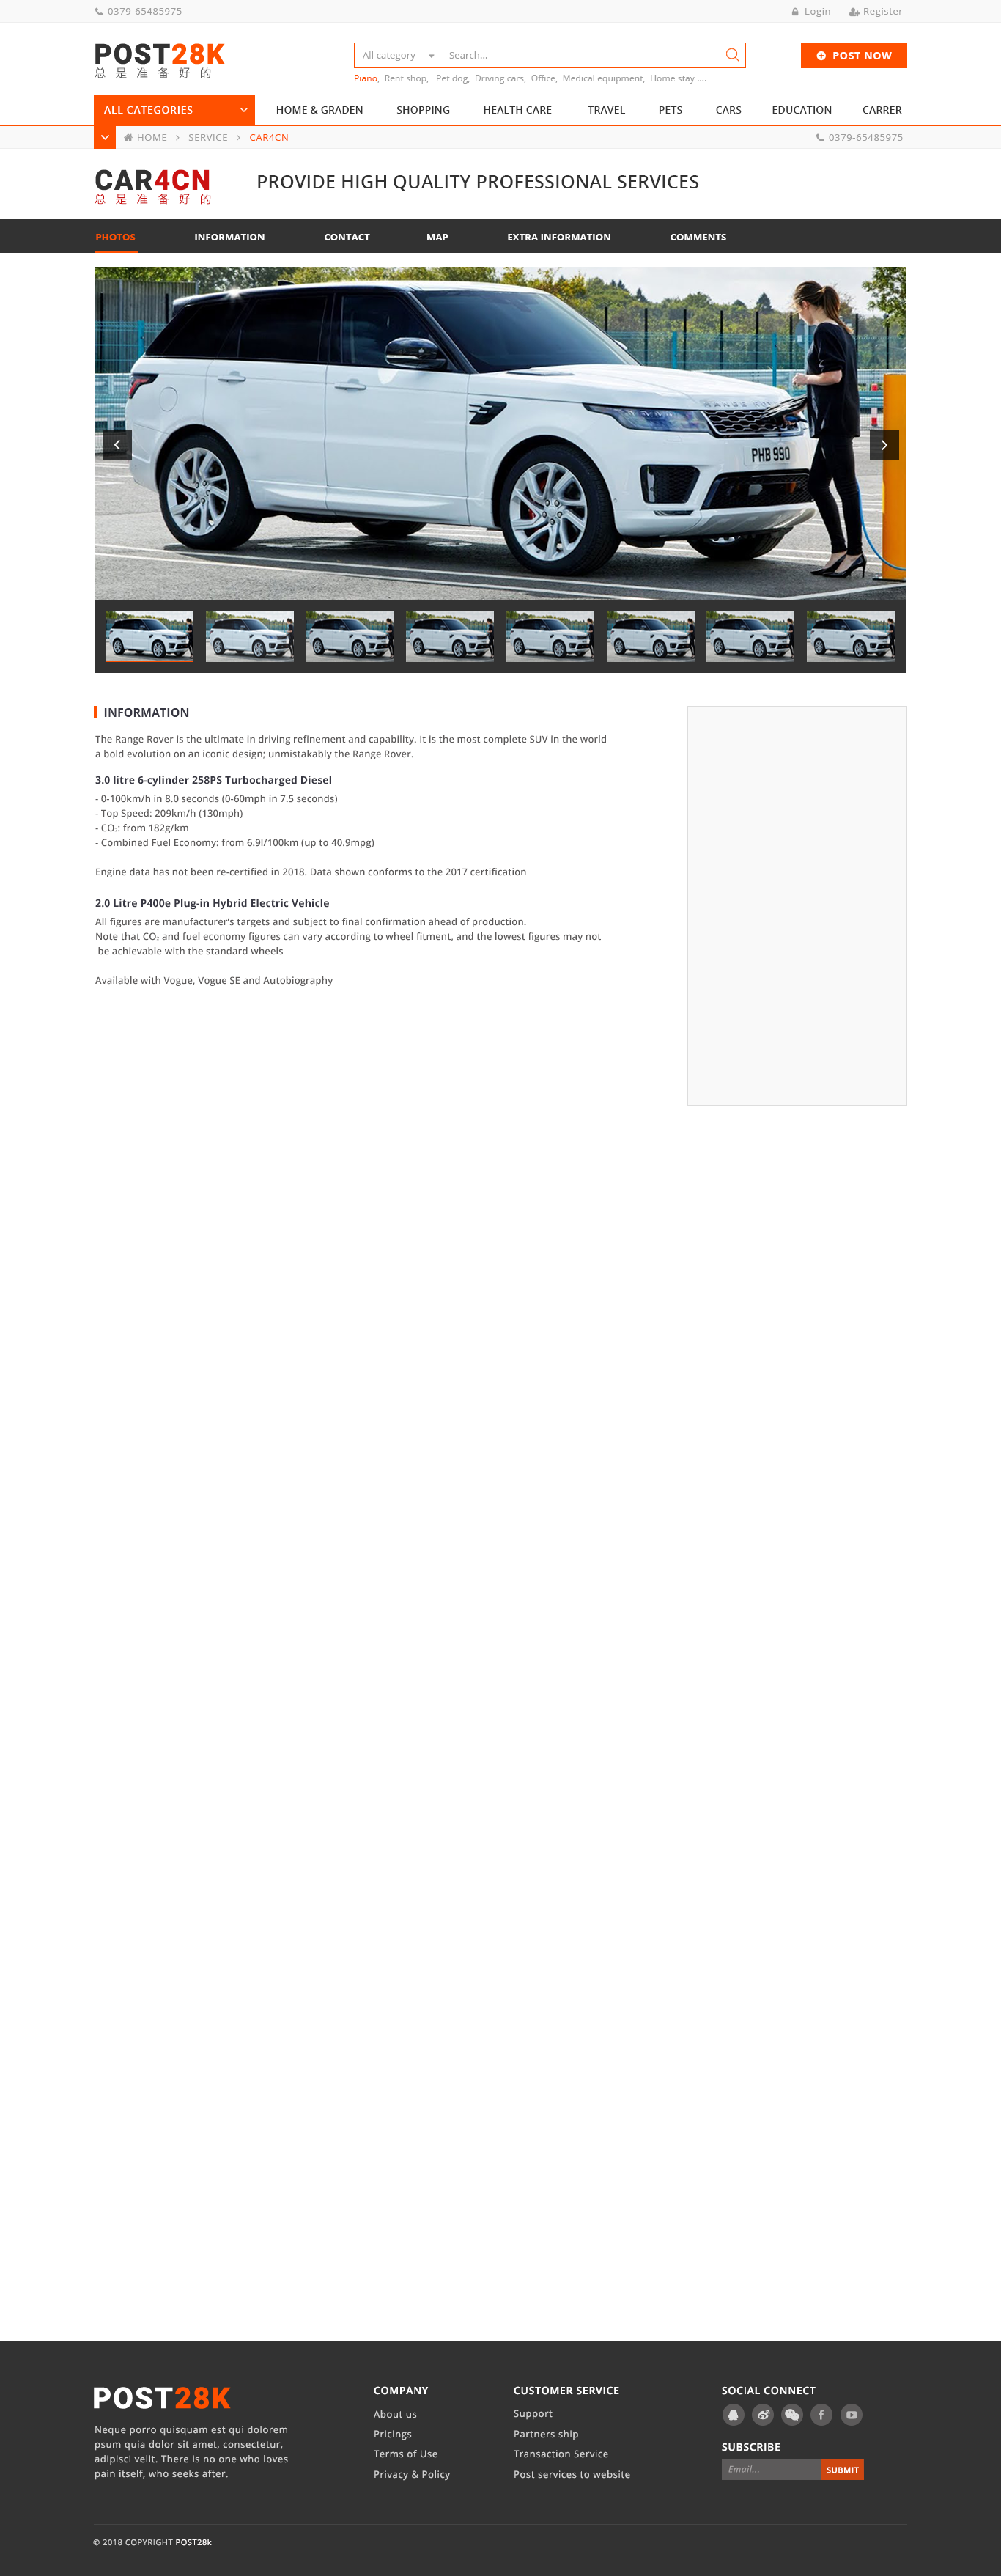 0379-65485975 Login Register
POST28K
总是准备好的
All category Search... POST NOW
Piano, Rent shop, Pet dog, Driving cars, Office, Medical equipment, Home stay ....
ALL CATEGORIES HOME & GRADEN SHOPPING HEALTH CARE TRAVEL PETS CARS EDUCATION CARRER
HOME > SERVICE > CAR4CN 0379-65485975
CAR4CN
总是准备好的
PROVIDE HIGH QUALITY PROFESSIONAL SERVICES
PHOTOS INFORMATION CONTACT MAP EXTRA INFORMATION COMMENTS
PHB 990
INFORMATION
The Range Rover is the ultimate in driving refinement and capability. It is the most complete SUV in the world
a bold evolution on an iconic design; unmistakably the Range Rover.
3.0 litre 6-cylinder 258PS Turbocharged Diesel
- 0-100km/h in 8.0 seconds (0-60mph in 7.5 seconds)
- Top Speed: 209km/h (130mph)
- CO₂: from 182g/km
- Combined Fuel Economy: from 6.9l/100km (up to 40.9mpg)
Engine data has not been re-certified in 2018. Data shown conforms to the 2017 certification
2.0 Litre P400e Plug-in Hybrid Electric Vehicle
All figures are manufacturer's targets and subject to final confirmation ahead of production.
Note that CO₂ and fuel economy figures can vary according to wheel fitment, and the lowest figures may not
be achievable with the standard wheels
Available with Vogue, Vogue SE and Autobiography
POST28K
Neque porro quisquam est qui dolorem
psum quia dolor sit amet, consectetur,
adipisci velit. There is no one who loves
pain itself, who seeks after.
COMPANY
About us
Pricings
Terms of Use
Privacy & Policy
CUSTOMER SERVICE
Support
Partners ship
Transaction Service
Post services to website
SOCIAL CONNECT
SUBSCRIBE
Email... SUBMIT
© 2018 COPYRIGHT POST28k